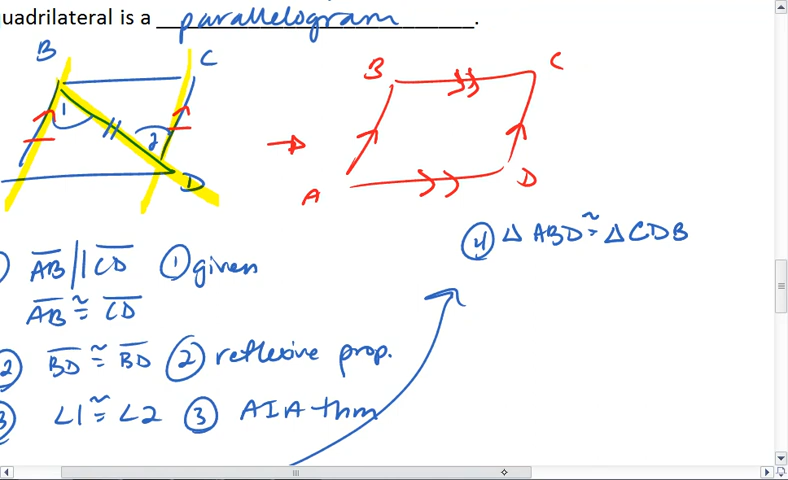 uadrilateral is a parallelogram.
B
C
1
2
D
B
C
A
D
④ △ ABD ≅ △ CDB
AB || CD ① given
AB ≅ CD
② BD ≅ BD ② reflexive prop.
③ ∠1 ≅ ∠2 ③ AIA thm